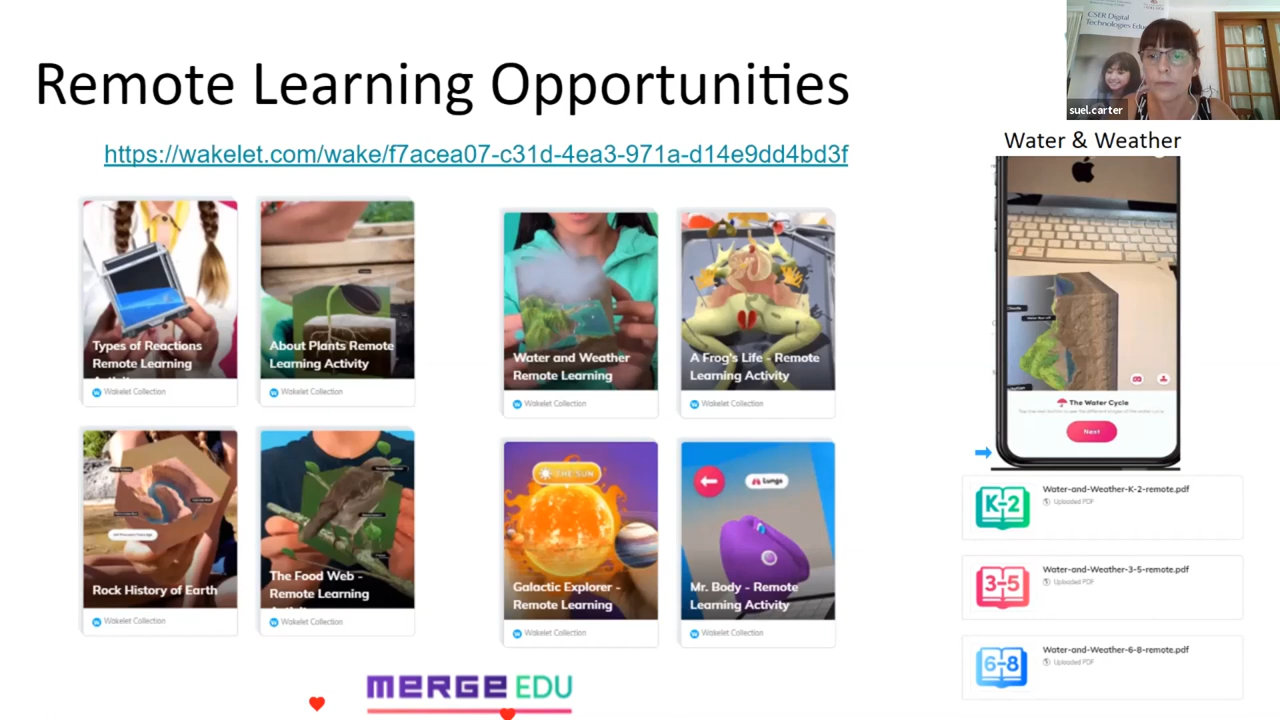 Remote Learning Opportunities
https://wakelet.com/wake/f7acea07-c31d-4ea3-971a-d14e9dd4bd3f
CSER Digital
Technologies
suel.carter
Water & Weather
Types of Reactions
Remote Learning
Wakelet Collection
About Plants Remote
Learning Activity
Wakelet Collection
Water and Weather
Remote Learning
Wakelet Collection
A Frog's Life - Remote
Learning Activity
Wakelet Collection
Rock History of Earth
Wakelet Collection
The Food Web -
Remote Learning
Wakelet Collection
THE SUN
Galactic Explorer -
Remote Learning
Wakelet Collection
Lungs
Mr. Body - Remote
Learning Activity
Wakelet Collection
The Water Cycle
Next
K-2
Water-and-Weather-K-2-remote.pdf
Uploaded PDF
3-5
Water-and-Weather-3-5-remote.pdf
Uploaded PDF
6-8
Water-and-Weather-6-8-remote.pdf
Uploaded PDF
MERGE EDU